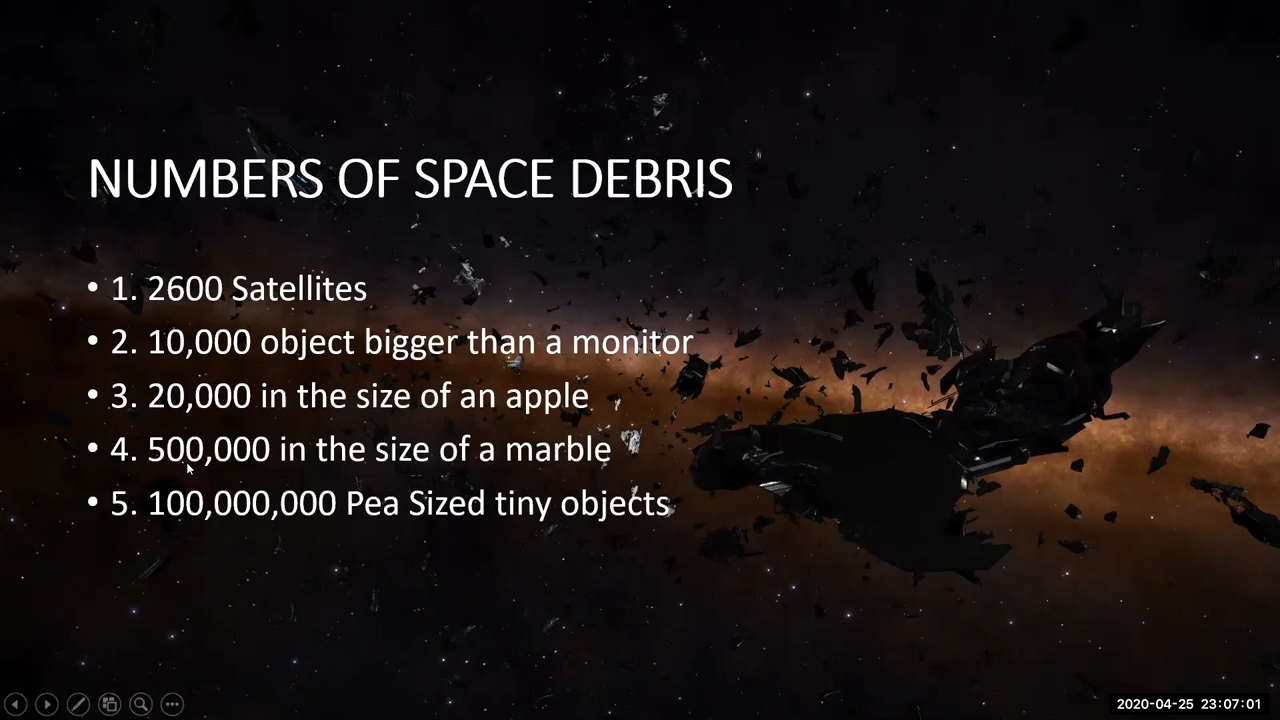 NUMBERS OF SPACE DEBRIS
• 1. 2600 Satellites
• 2. 10,000 object bigger than a monitor
• 3. 20,000 in the size of an apple
• 4. 500,000 in the size of a marble
• 5. 100,000,000 Pea Sized tiny objects
2020-04-25 23:07:01